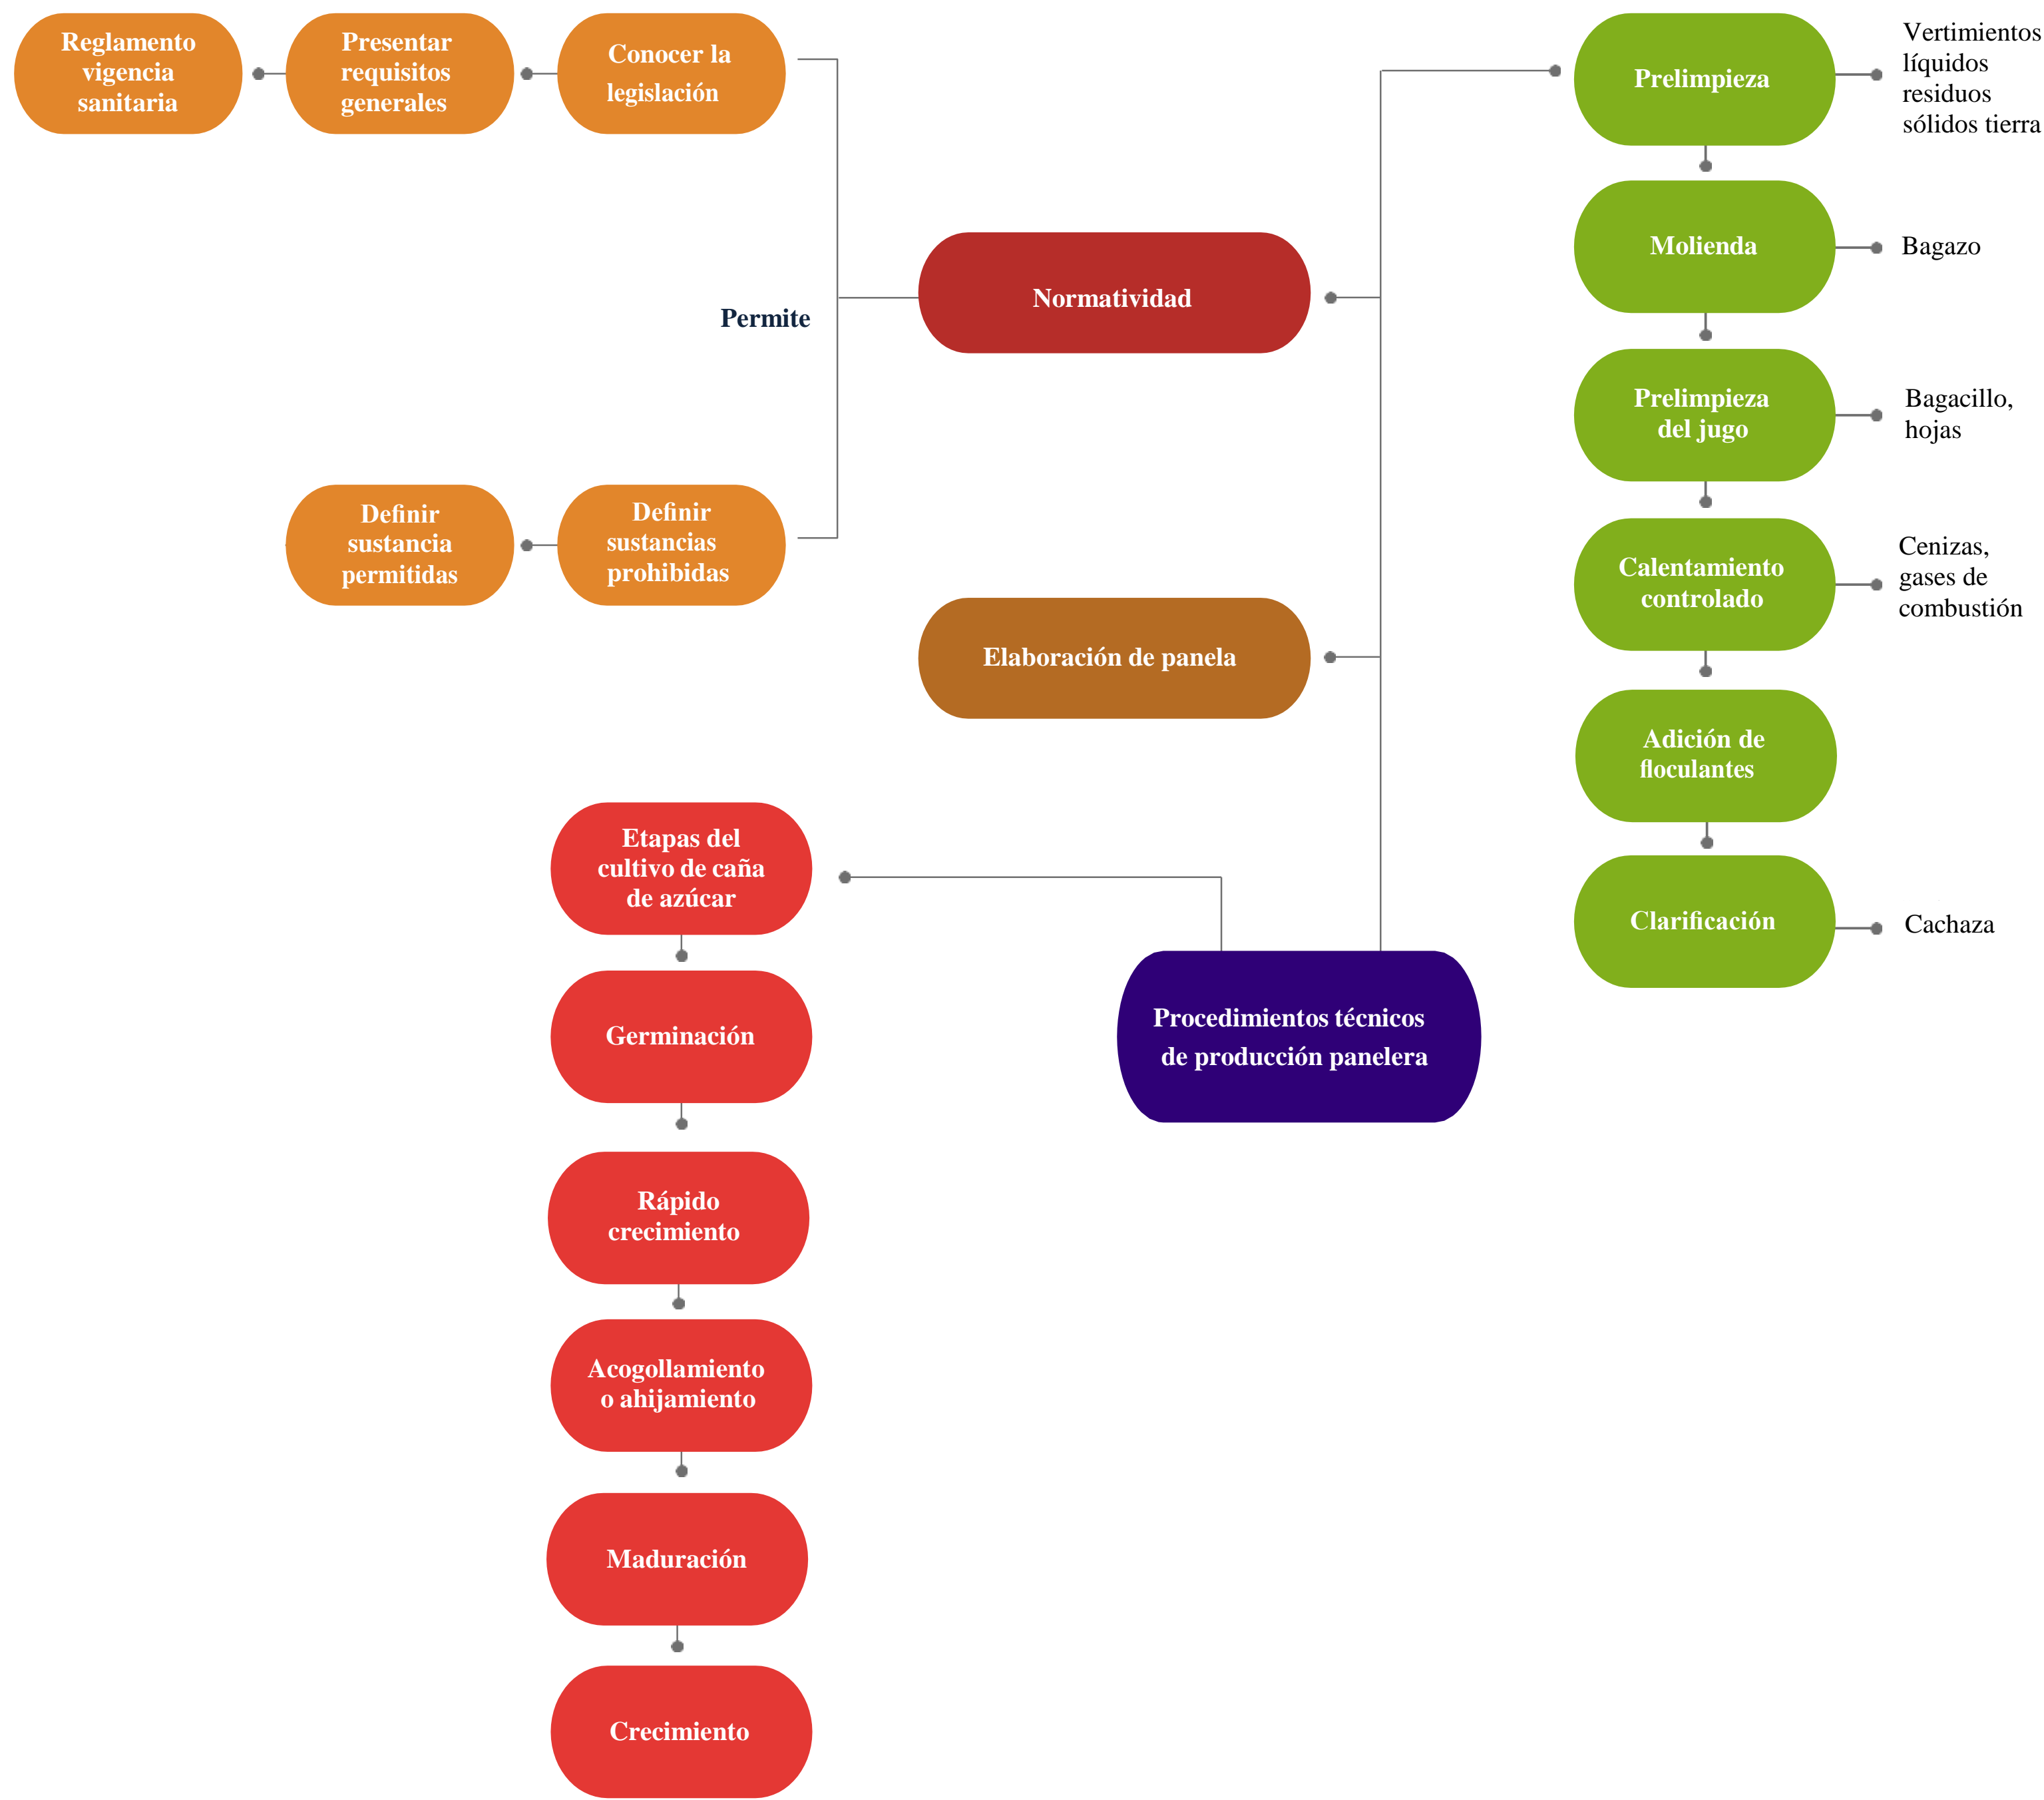 Reglamento
vigencia
sanitaria
Presentar
requisitos
generales
Conocer la
legislación
Normatividad
Permite
Definir
sustancia
permitidas
Definir
sustancias
prohibidas
Elaboración de panela
Prelimpieza
Vertimientos
líquidos
residuos
sólidos tierra
Molienda
Bagazo
Prelimpieza
del jugo
Bagacillo,
hojas
Calentamiento
controlado
Cenizas,
gases de
combustión
Adición de
floculantes
Clarificación
Cachaza
Etapas del
cultivo de caña
de azúcar
Procedimientos técnicos
de producción panelera
Germinación
Rápido
crecimiento
Acogollamiento
o ahijamiento
Maduración
Crecimiento